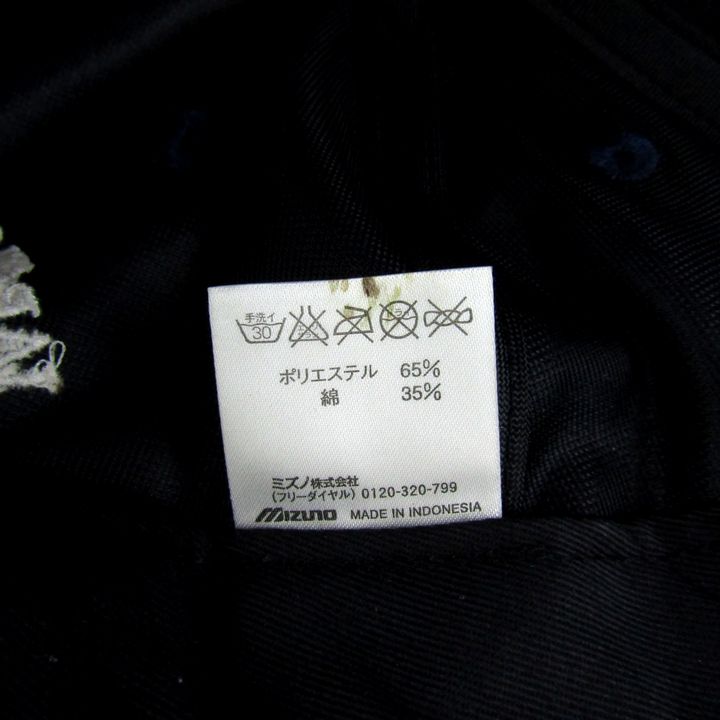 手洗イ
30
ポリエステル 65%
綿 35%
ミズノ株式会社
(フリーダイヤル) 0120-320-799
MIZUNO MADE IN INDONESIA